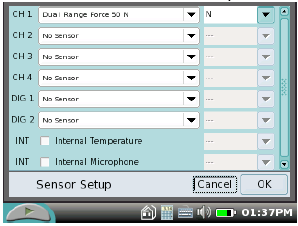 CH 1 Dual Range Force 50 N N
CH 2 No Sensor ---
CH 3 No Sensor ---
CH 4 No Sensor ---
DIG 1 No Sensor ---
DIG 2 No Sensor ---
INT Internal Temperature ---
INT Internal Microphone ---
Sensor Setup Cancel OK
01:37PM